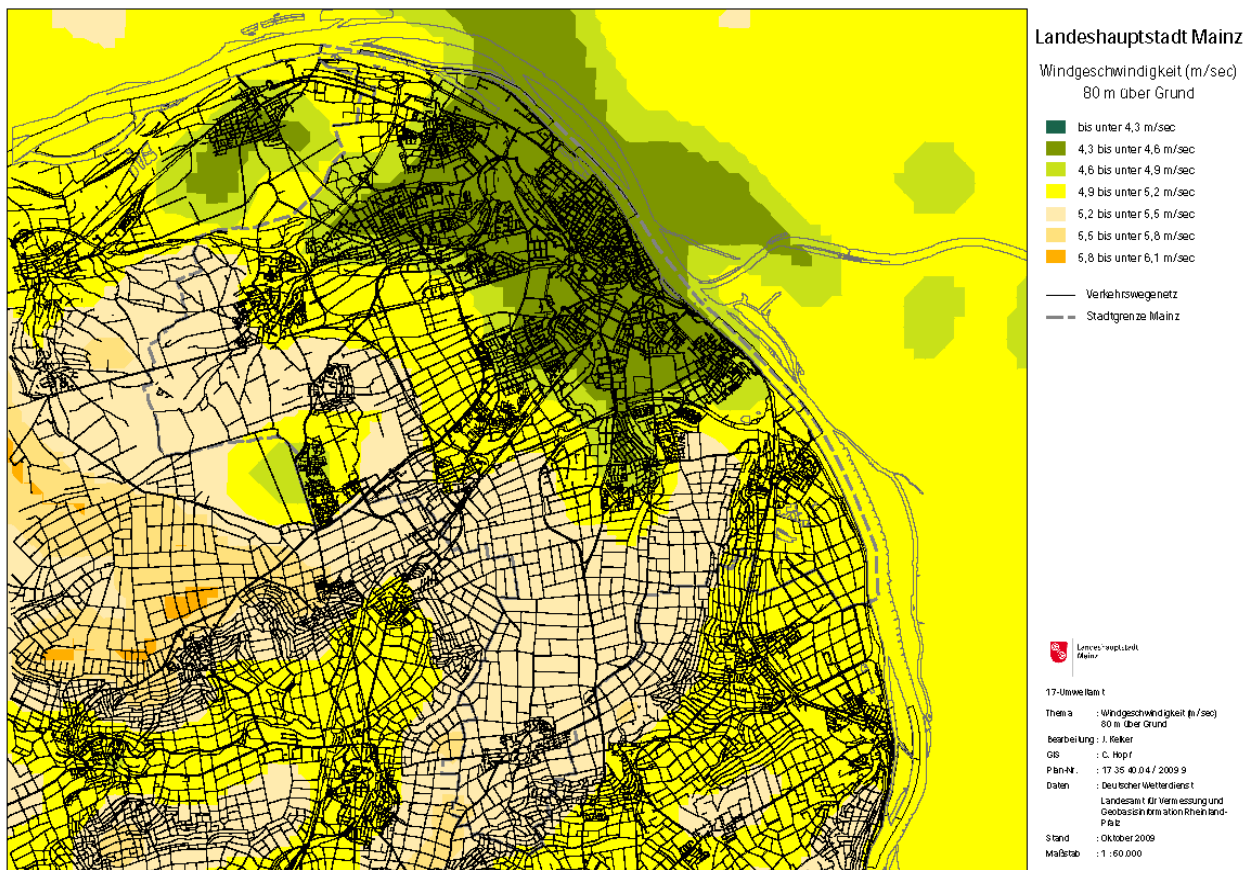 Landeshauptstadt Mainz
Windgeschwindigkeit (m/sec)
80 m über Grund
bis unter 4,3 m/sec
4,3 bis unter 4,6 m/sec
4,6 bis unter 4,9 m/sec
4,9 bis unter 5,2 m/sec
5,2 bis unter 5,5 m/sec
5,5 bis unter 5,8 m/sec
5,8 bis unter 6,1 m/sec
Verkehrswegenetz
Stadtgrenze Mainz
Landeshauptstadt
Mainz
17-Umweltamt
Thema : Windgeschwindigkeit (m/sec)
80 m über Grund
Bearbeitung : J. Kelker
GIS : C. Hopf
Plan-Nr. : 17 35 40.04 / 2009 9
Daten : Deutscher Wetterdienst
Landesamt für Vermessung und
Geobasisinformation Rheinland-
Pfalz
Stand : Oktober 2009
Maßstab : 1 : 60.000